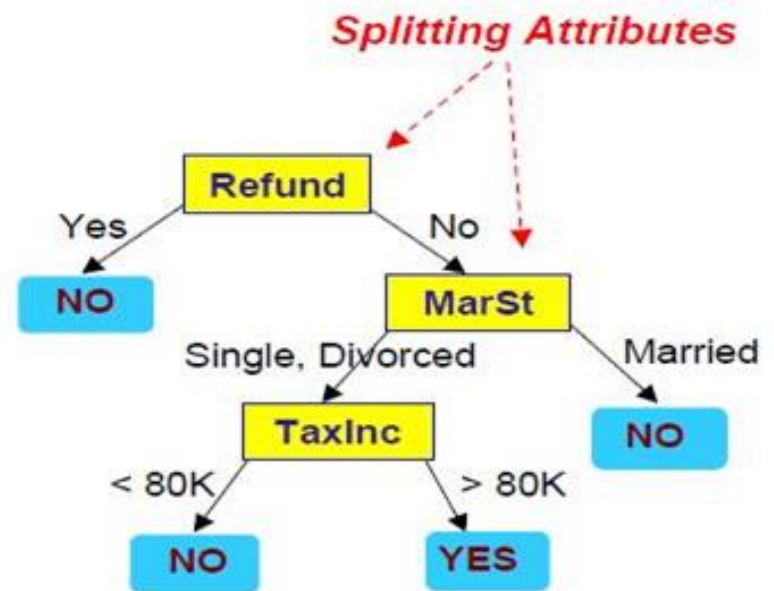 Splitting Attributes
Refund
Yes
No
NO
MarSt
Single, Divorced
Married
TaxInc
NO
< 80K
> 80K
NO
YES